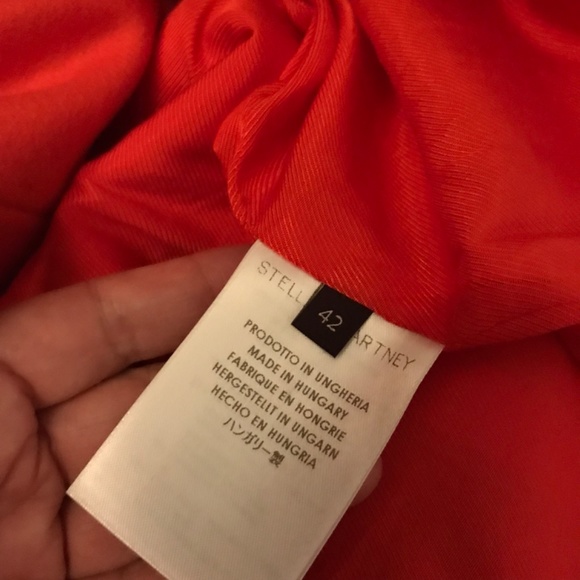 STELL ARTNEY
42
PRODOTTO IN UNGHERIA
MADE IN HUNGARY
FABRIQUE EN HONGRIE
HERGESTELLT IN UNGARN
HECHO EN HUNGRIA
ハンガリー製